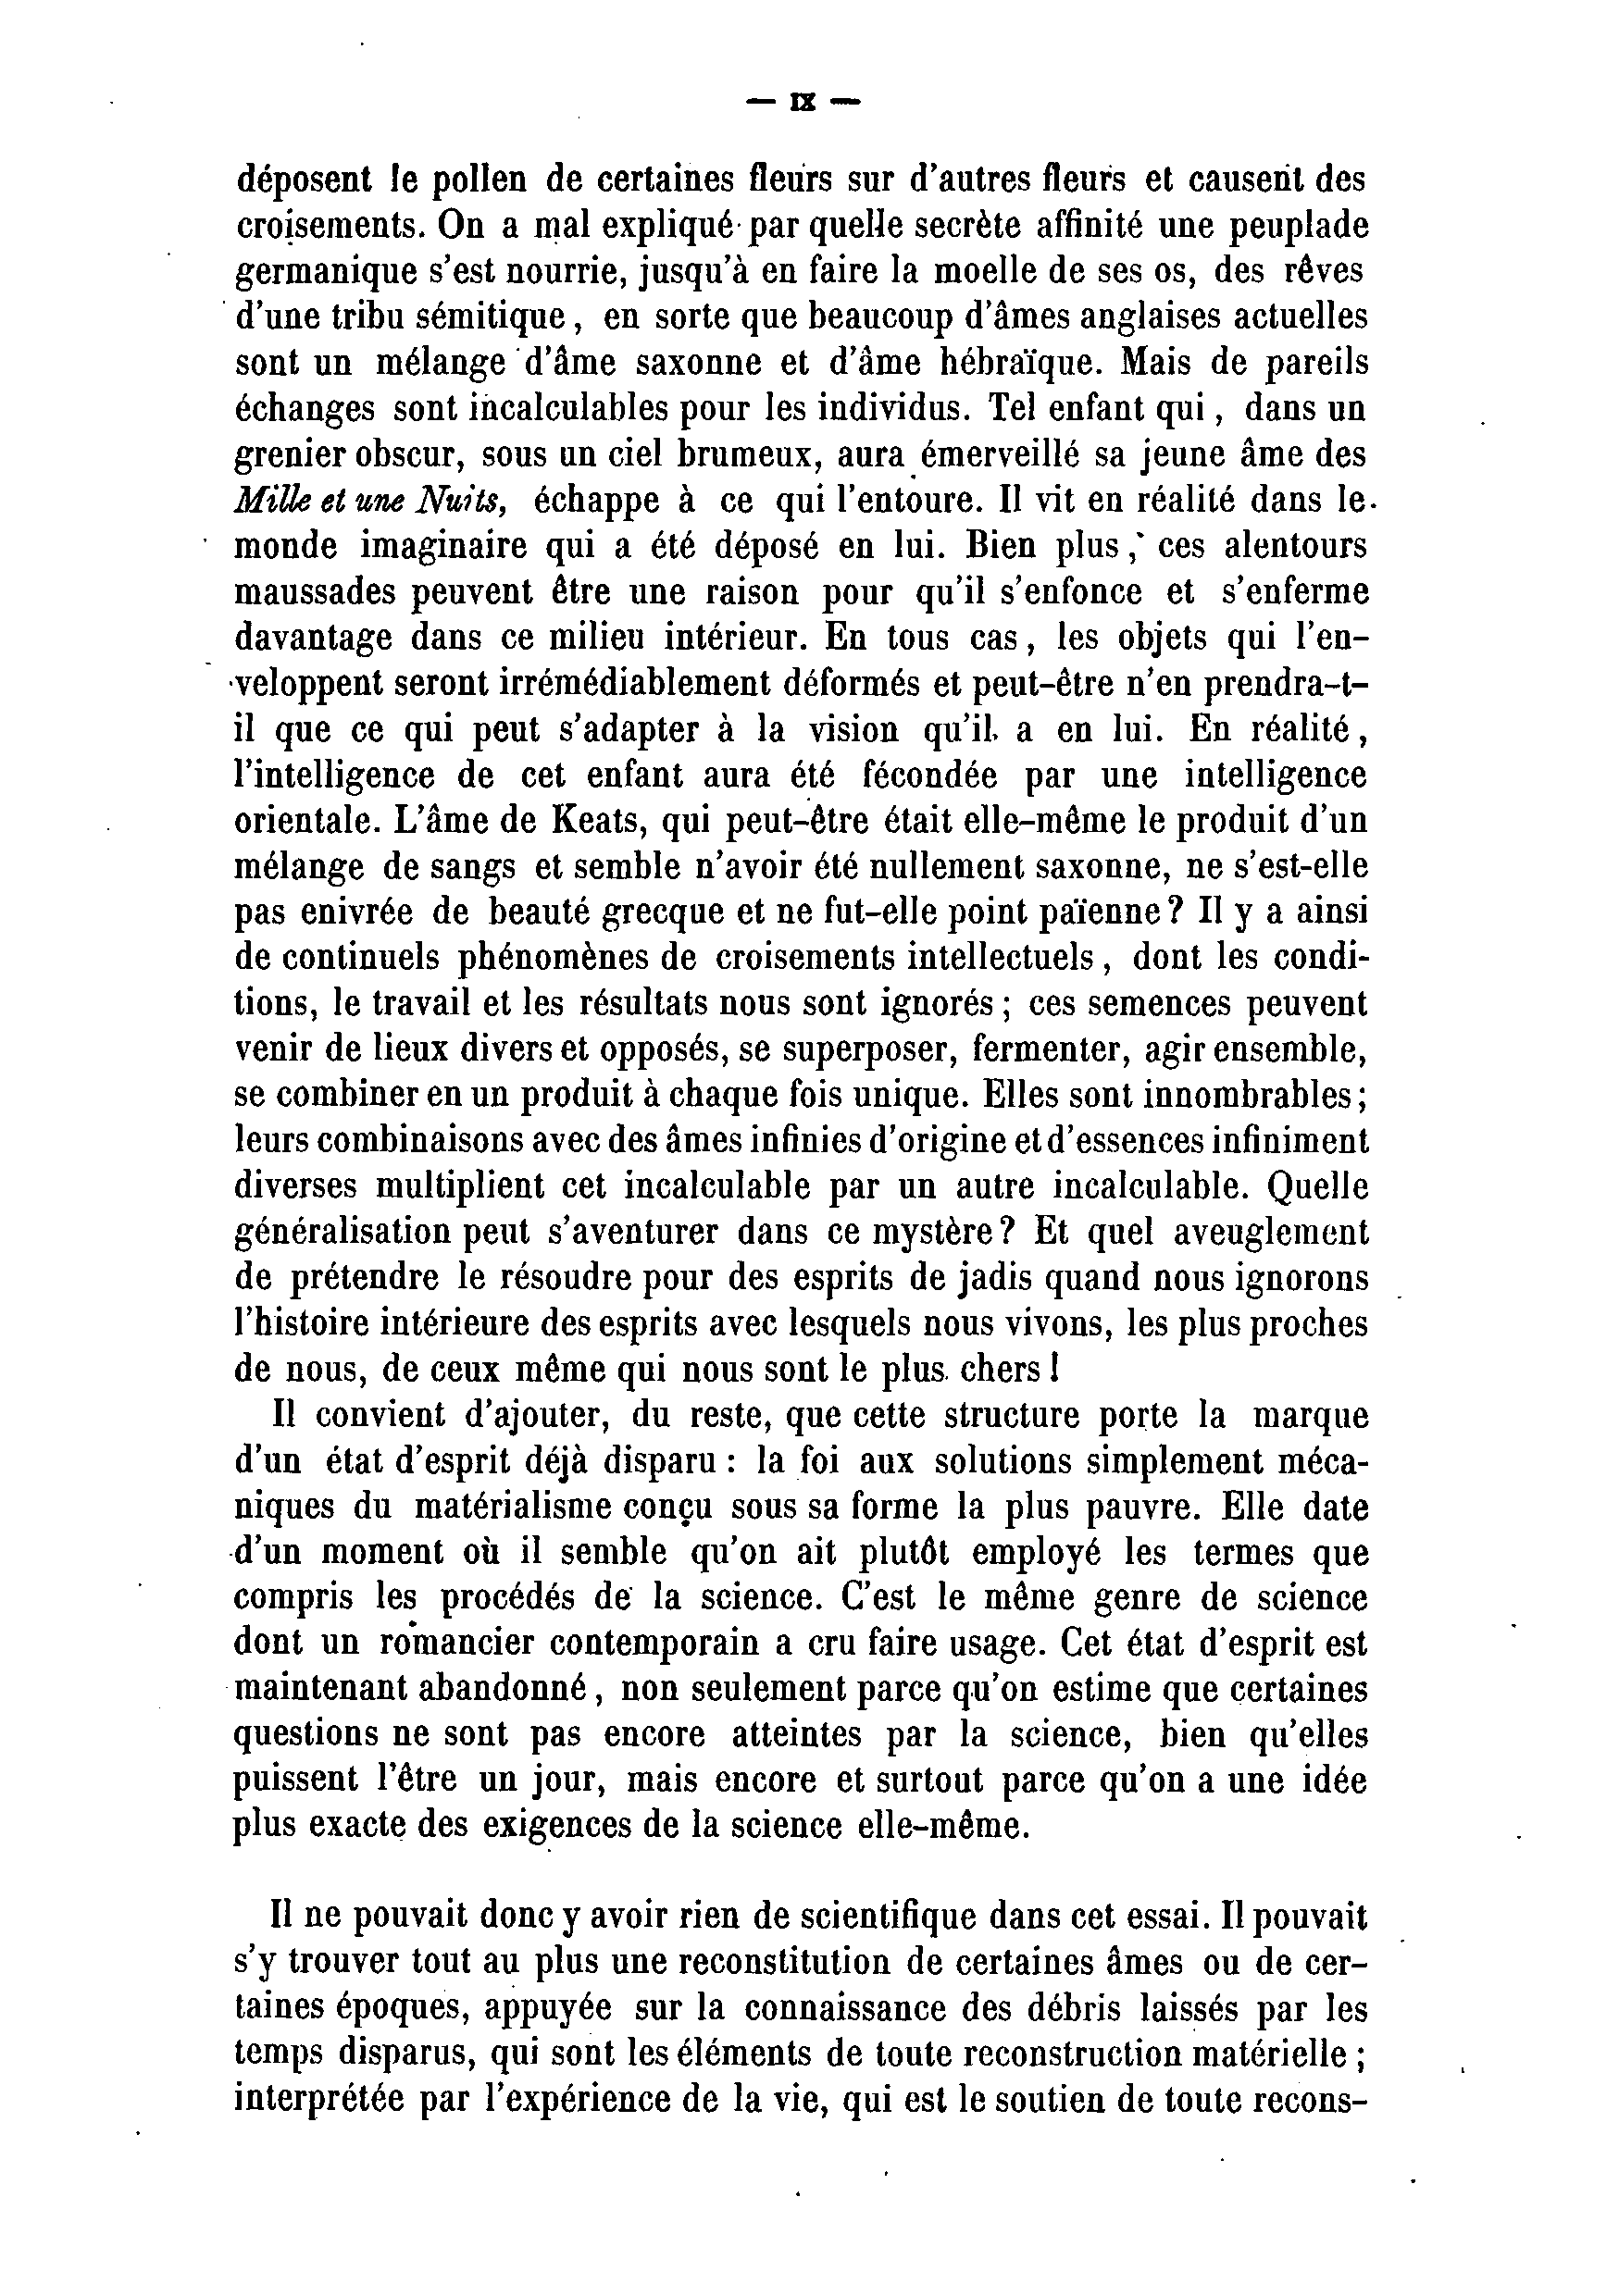 — IX —
déposent le pollen de certaines fleurs sur d'autres fleurs et causent des
croisements. On a mal expliqué par quelle secrète affinité une peuplade
germanique s'est nourrie, jusqu'à en faire la moelle de ses os, des rêves
d'une tribu sémitique, en sorte que beaucoup d'âmes anglaises actuelles
sont un mélange d'âme saxonne et d'âme hébraïque. Mais de pareils
échanges sont incalculables pour les individus. Tel enfant qui, dans un
grenier obscur, sous un ciel brumeux, aura émerveillé sa jeune âme des
Mille et une Nuits, échappe à ce qui l'entoure. Il vit en réalité dans le
monde imaginaire qui a été déposé en lui. Bien plus, ces alentours
maussades peuvent être une raison pour qu'il s'enfonce et s'enferme
davantage dans ce milieu intérieur. En tous cas, les objets qui l'en-
veloppent seront irrémédiablement déformés et peut-être n'en prendra-t-
il que ce qui peut s'adapter à la vision qu'il a en lui. En réalité,
l'intelligence de cet enfant aura été fécondée par une intelligence
orientale. L'âme de Keats, qui peut-être était elle-même le produit d'un
mélange de sangs et semble n'avoir été nullement saxonne, ne s'est-elle
pas enivrée de beauté grecque et ne fut-elle point païenne? Il y a ainsi
de continuels phénomènes de croisements intellectuels, dont les condi-
tions, le travail et les résultats nous sont ignorés; ces semences peuvent
venir de lieux divers et opposés, se superposer, fermenter, agir ensemble,
se combiner en un produit à chaque fois unique. Elles sont innombrables;
leurs combinaisons avec des âmes infinies d'origine et d'essences infiniment
diverses multiplient cet incalculable par un autre incalculable. Quelle
généralisation peut s'aventurer dans ce mystère? Et quel aveuglement
de prétendre le résoudre pour des esprits de jadis quand nous ignorons
l'histoire intérieure des esprits avec lesquels nous vivons, les plus proches
de nous, de ceux même qui nous sont le plus chers!
Il convient d'ajouter, du reste, que cette structure porte la marque
d'un état d'esprit déjà disparu : la foi aux solutions simplement méca-
niques du matérialisme conçu sous sa forme la plus pauvre. Elle date
d'un moment où il semble qu'on ait plutôt employé les termes que
compris les procédés de la science. C'est le même genre de science
dont un romancier contemporain a cru faire usage. Cet état d'esprit est
maintenant abandonné, non seulement parce qu'on estime que certaines
questions ne sont pas encore atteintes par la science, bien qu'elles
puissent l'être un jour, mais encore et surtout parce qu'on a une idée
plus exacte des exigences de la science elle-même.
Il ne pouvait donc y avoir rien de scientifique dans cet essai. Il pouvait
s'y trouver tout au plus une reconstitution de certaines âmes ou de cer-
taines époques, appuyée sur la connaissance des débris laissés par les
temps disparus, qui sont les éléments de toute reconstruction matérielle;
interprétée par l'expérience de la vie, qui est le soutien de toute recons-